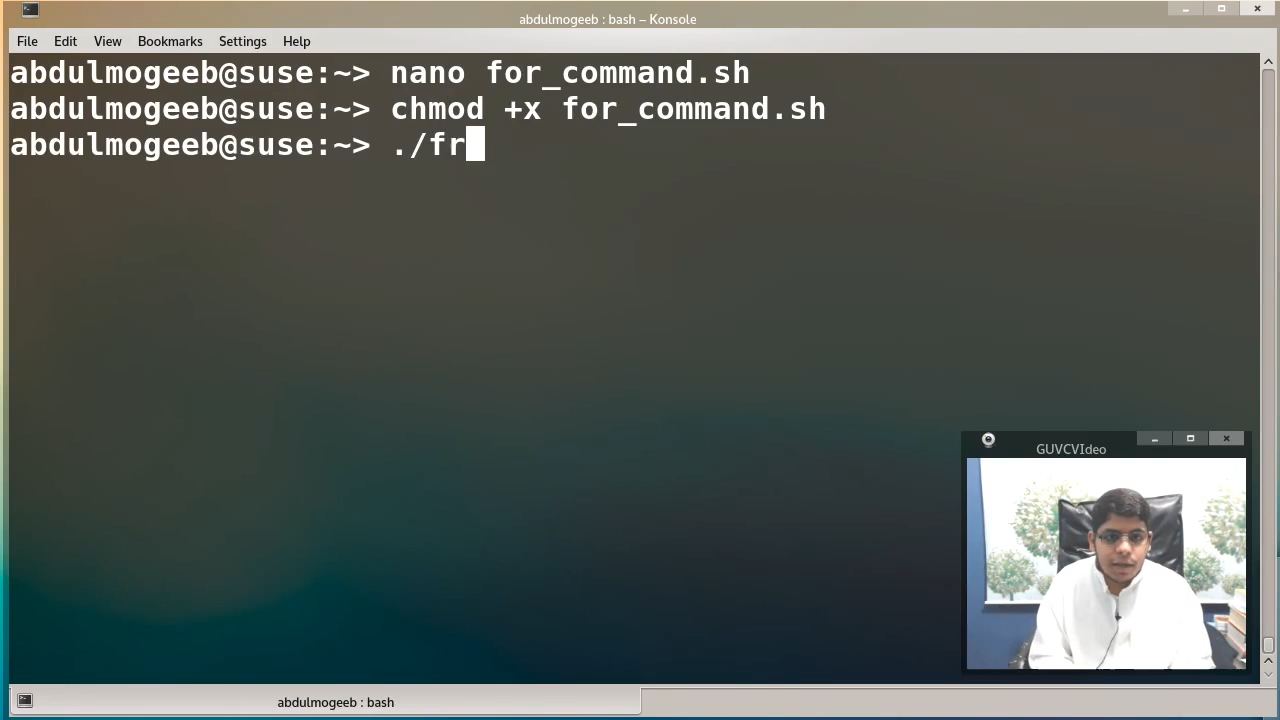 abdulmogeeb : bash – Konsole
File Edit View Bookmarks Settings Help
abdulmogeeb@suse:~> nano for_command.sh
abdulmogeeb@suse:~> chmod +x for_command.sh
abdulmogeeb@suse:~> ./fr
GUVCVIdeo
abdulmogeeb : bash